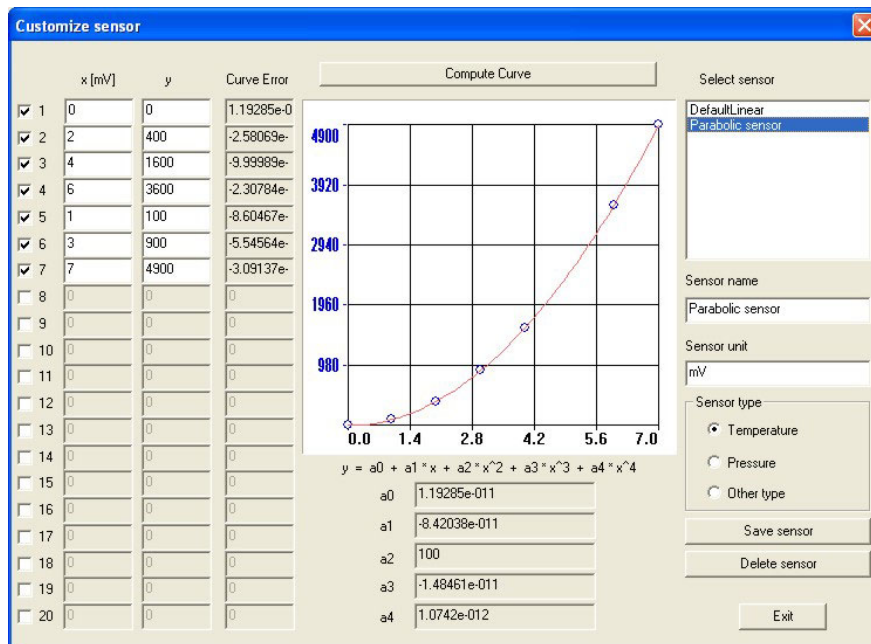 Customize sensor
x [mV] y Curve Error
1 0 0 1.19285e-0
2 2 400 -2.58069e-
3 4 1600 -9.99989e-
4 6 3600 -2.30784e-
5 1 100 -8.60467e-
6 3 900 -5.54564e-
7 7 4900 -3.09137e-
8 0 0 0
9 0 0 0
10 0 0 0
11 0 0 0
12 0 0 0
13 0 0 0
14 0 0 0
15 0 0 0
16 0 0 0
17 0 0 0
18 0 0 0
19 0 0 0
20 0 0 0
Compute Curve
4900
3920
2940
1960
980
0.0 1.4 2.8 4.2 5.6 7.0
y = a0 + a1 * x + a2 * x^2 + a3 * x^3 + a4 * x^4
a0 1.19285e-011
a1 -8.42038e-011
a2 100
a3 -1.48461e-011
a4 1.0742e-012
Select sensor
DefaultLinear
Parabolic sensor
Sensor name
Parabolic sensor
Sensor unit
mV
Sensor type
Temperature
Pressure
Other type
Save sensor
Delete sensor
Exit